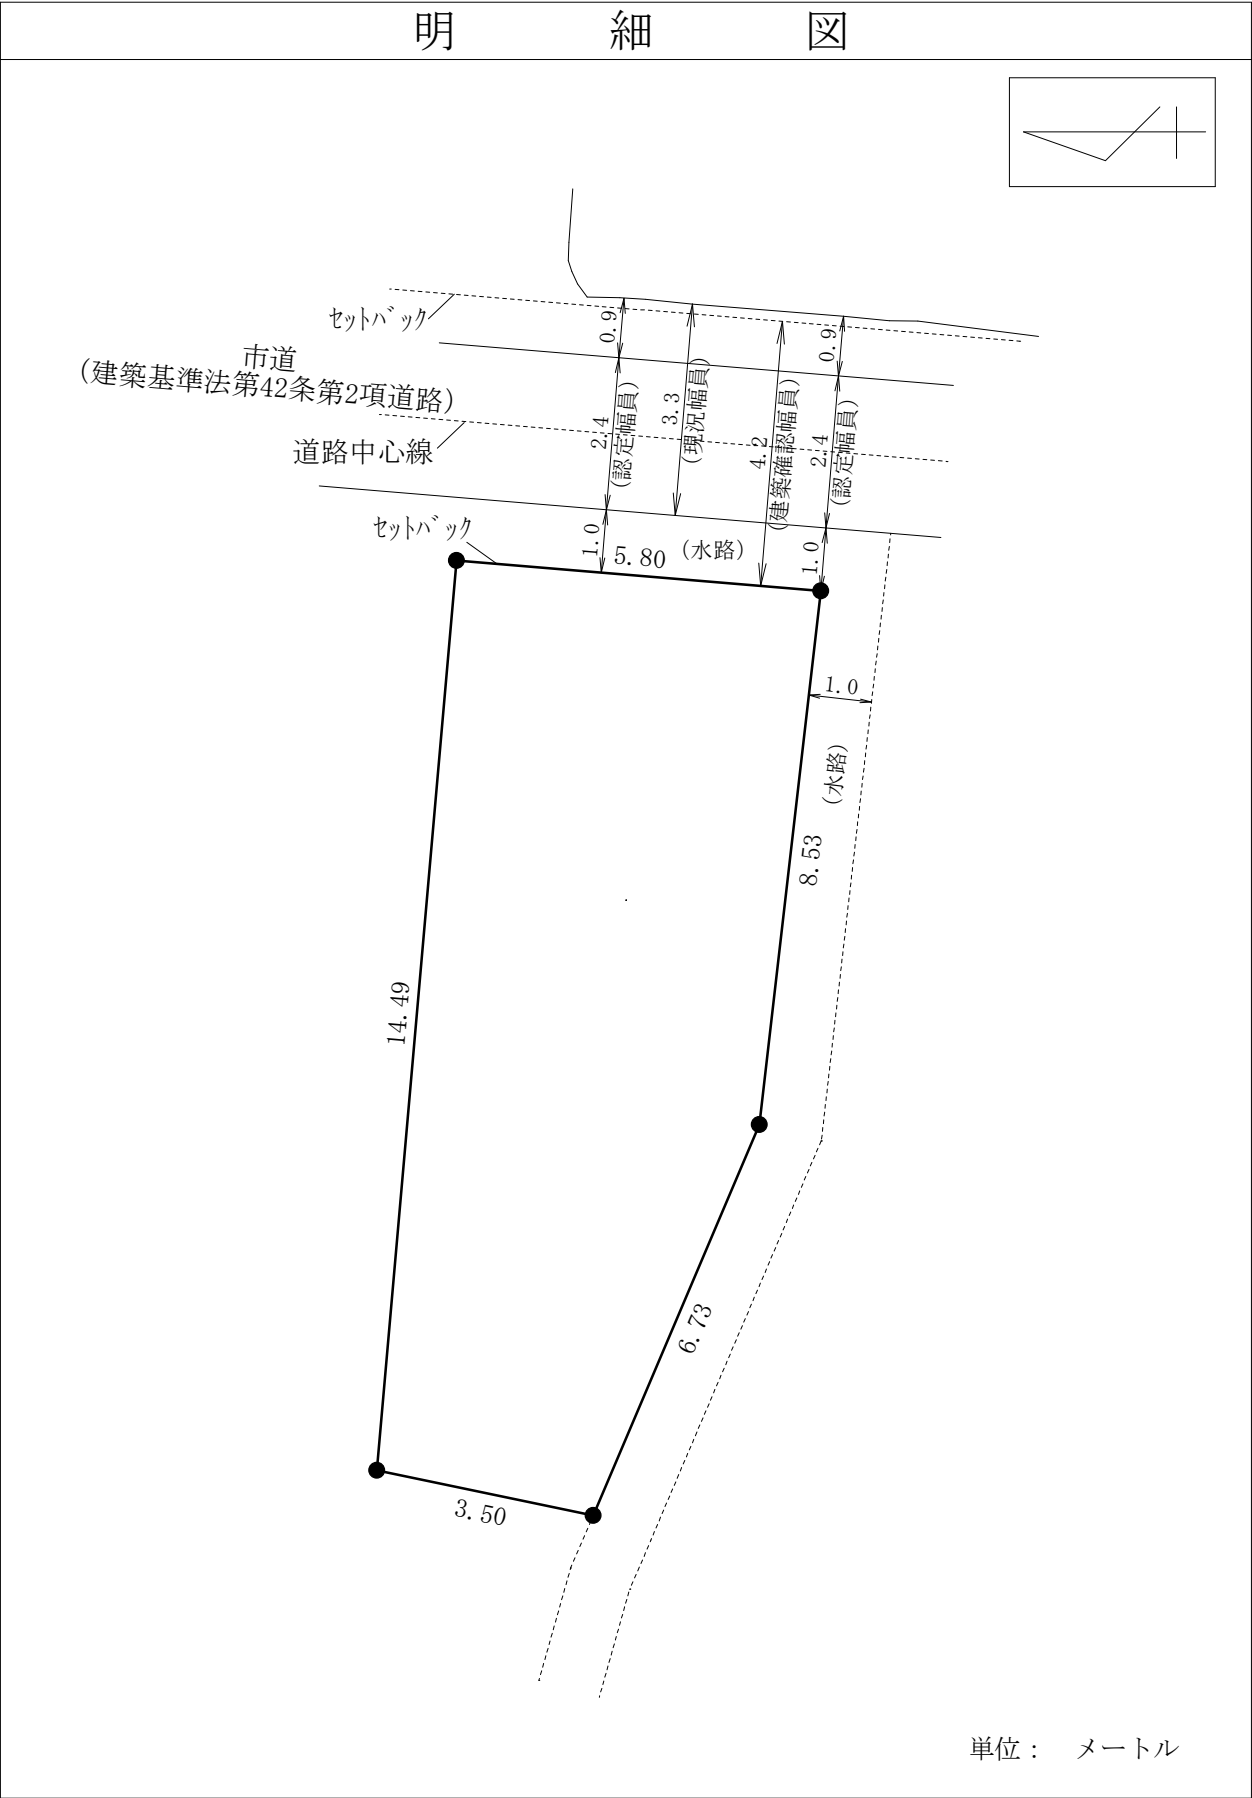 明細図
セットバック
市道
(建築基準法第42条第2項道路)
道路中心線
セットバック
0.9
2.4
(認定幅員)
1.0
3.3
(現況幅員)
4.2
(建築確認幅員)
0.9
2.4
(認定幅員)
1.0
5.80
(水路)
1.0
(水路)
8.53
14.49
6.73
3.50
単位： メートル